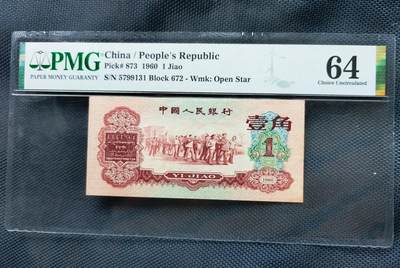 PMG
PAPER MONEY GUARANTY
China / People's Republic
Pick# 873 1960 1 Jiao
S/N 5799131 Block 672 - Wmk: Open Star
64
Choice Uncirculated
中國人民銀行
壹角
1
1960
YI JIAO